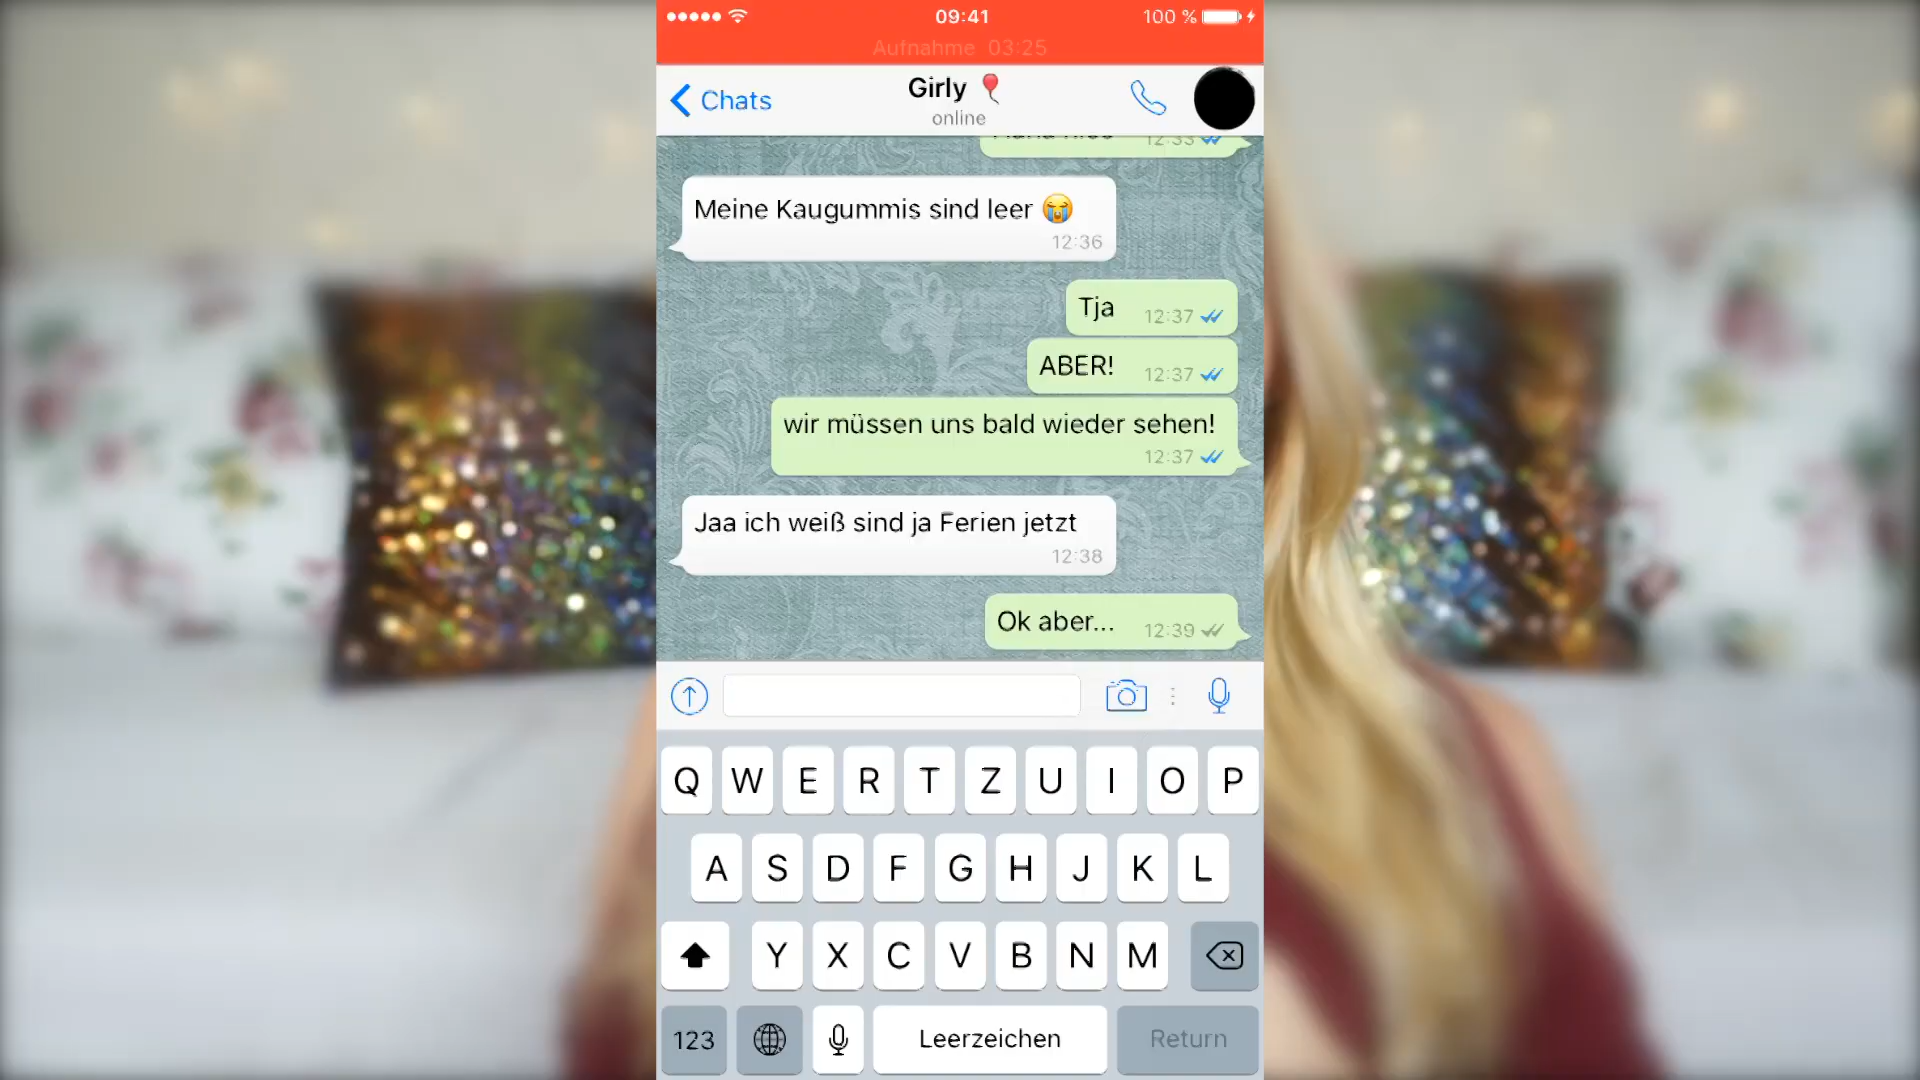 09:41
100 %
Aufnahme 03:25
Chats
Girly
online
12:33
Meine Kaugummis sind leer 😭
12:36
Tja
12:37
ABER!
12:37
wir müssen uns bald wieder sehen!
12:37
Jaa ich weiß sind ja Ferien jetzt
12:38
Ok aber...
12:39
Q W E R T Z U I O P
A S D F G H J K L
Y X C V B N M
123
Leerzeichen
Return